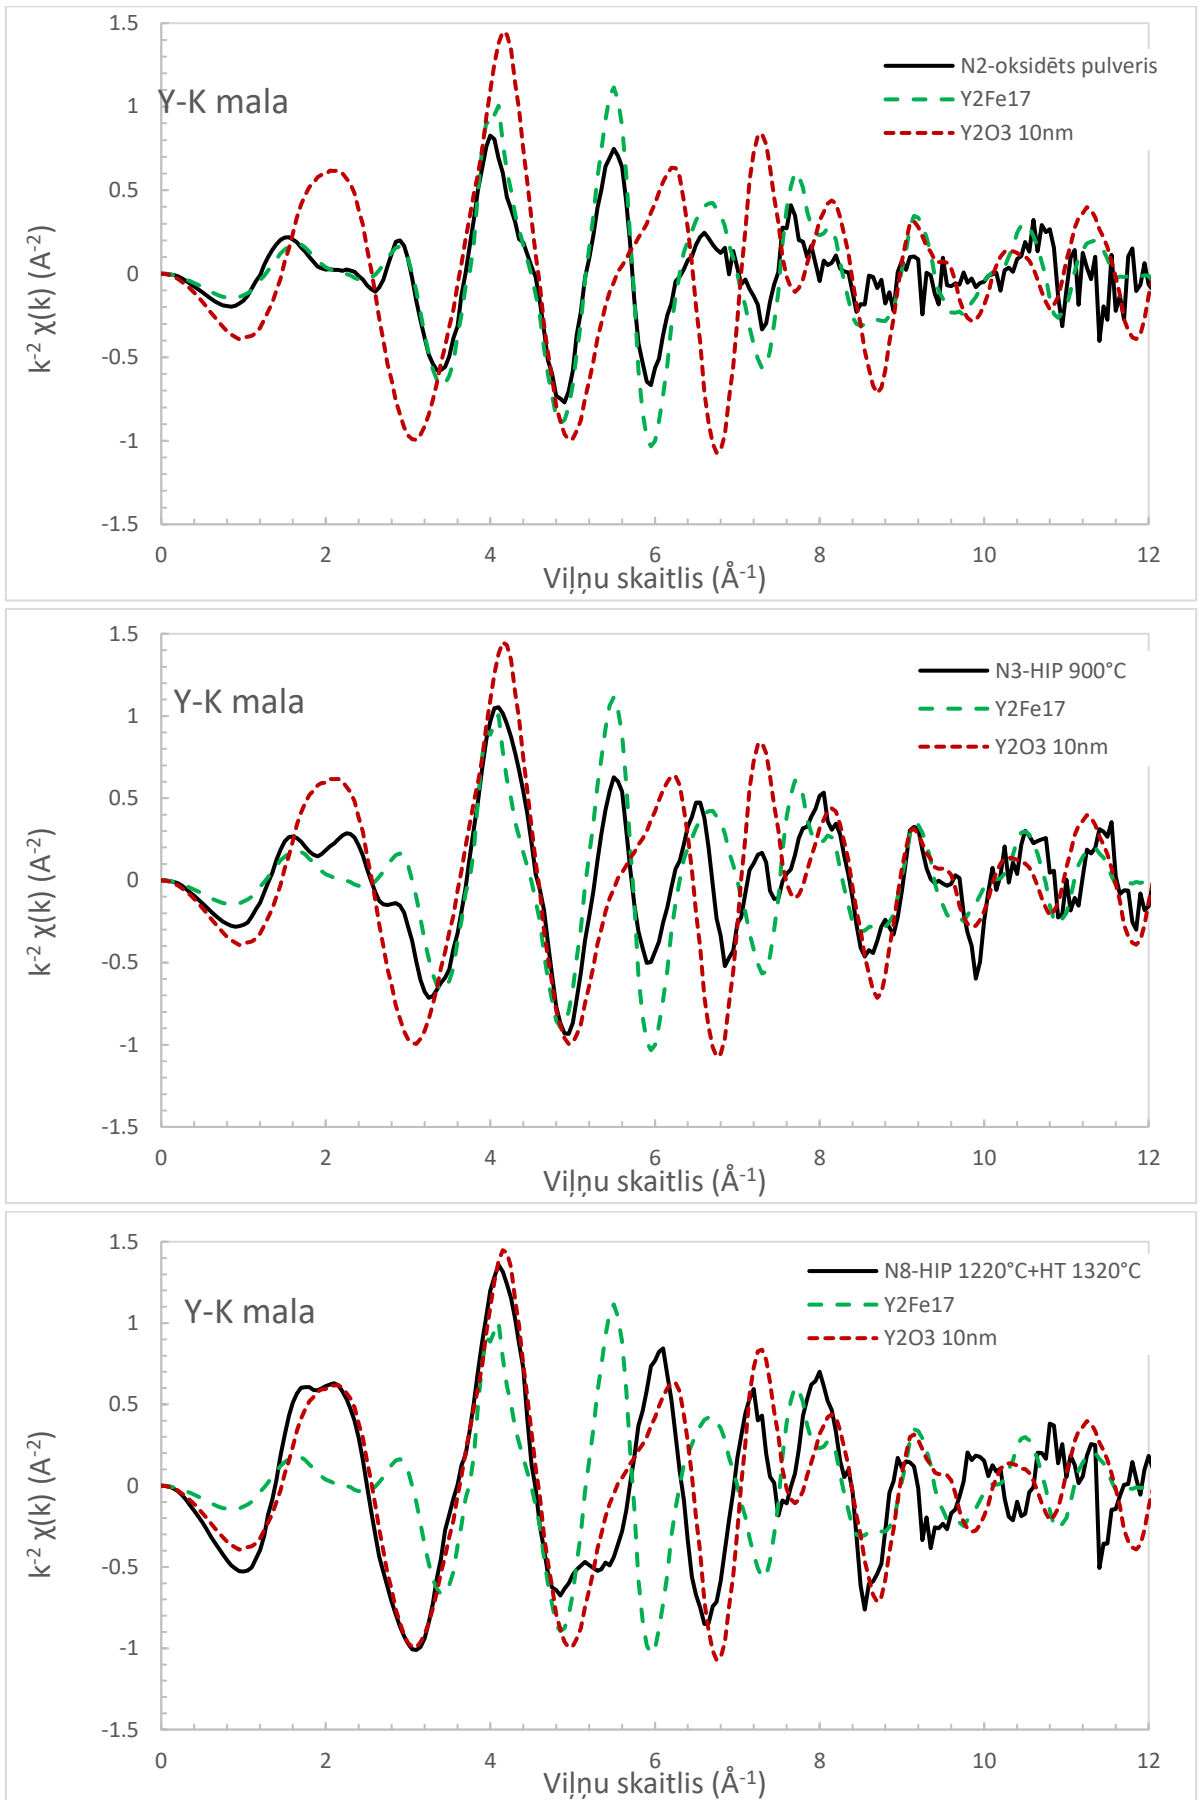 1.5
1
0.5
0
-0.5
-1
-1.5
0 2 4 6 8 10 12
Y-K mala
N2-oksidēts pulveris
Y2Fe17
Y2O3 10nm
k⁻² χ(k) (A⁻²)
Viļņu skaitlis (Å⁻¹)
1.5
1
0.5
0
-0.5
-1
-1.5
0 2 4 6 8 10 12
Y-K mala
N3-HIP 900°C
Y2Fe17
Y2O3 10nm
k⁻² χ(k) (A⁻²)
Viļņu skaitlis (Å⁻¹)
1.5
1
0.5
0
-0.5
-1
-1.5
0 2 4 6 8 10 12
Y-K mala
N8-HIP 1220°C+HT 1320°C
Y2Fe17
Y2O3 10nm
k⁻² χ(k) (A⁻²)
Viļņu skaitlis (Å⁻¹)